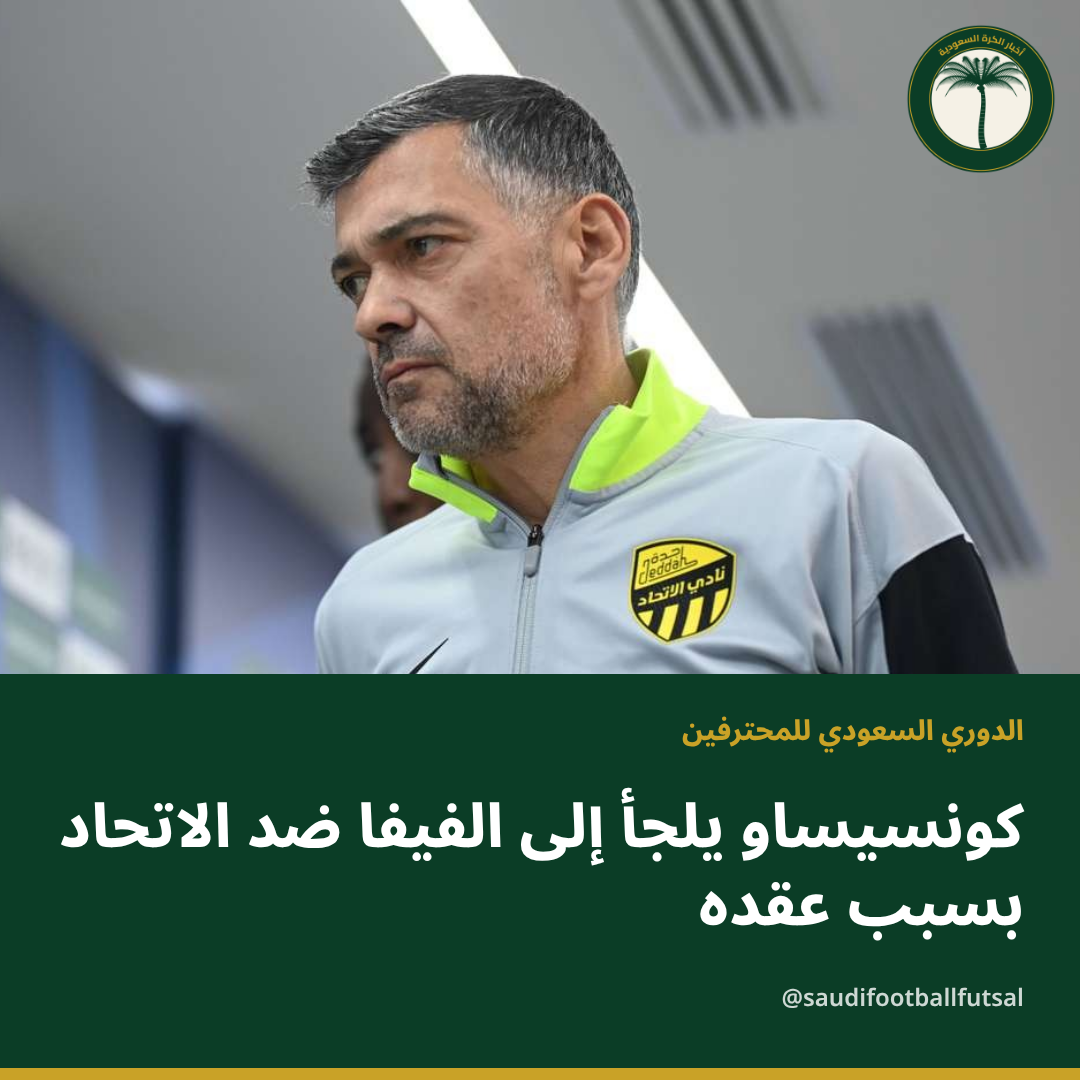 أخبار الكرة السعودية
جدة
Jeddah
نادي الاتحاد
الدوري السعودي للمحترفين
كونسيساو يلجأ إلى الفيفا ضد الاتحاد
بسبب عقده
@saudifootballfutsal